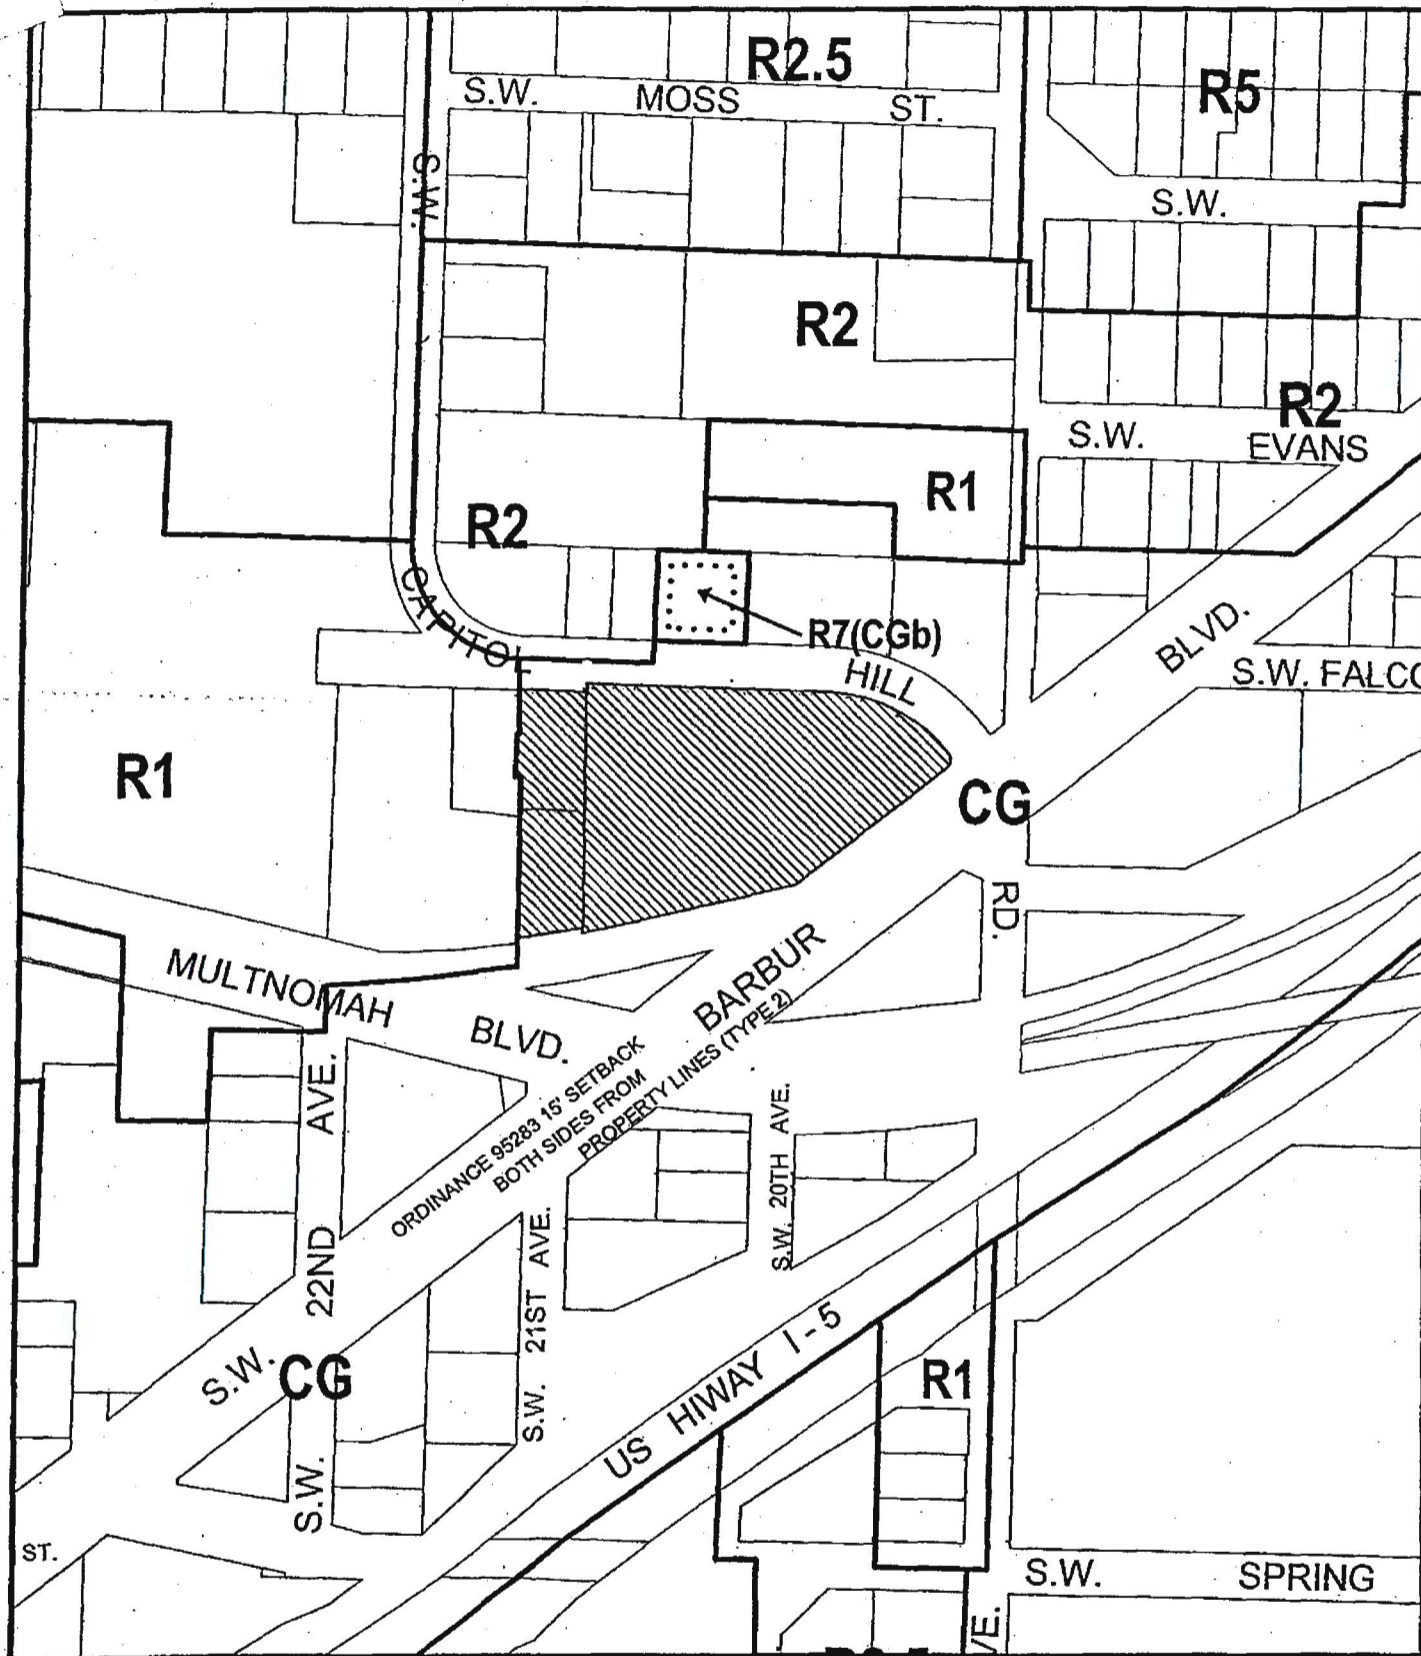 R2.5
R5
S.W. MOSS ST.
S.W.
S.W.
R2
R2
S.W. EVANS
R1
R2
CAPITOL
R7(CGb)
HILL
BLVD.
S.W. FALCO
R1
CG
RD.
MULTNOMAH
BLVD.
BARBUR
ORDINANCE 95283 15' SETBACK
BOTH SIDES FROM
PROPERTY LINES (TYPE 2)
AVE.
22ND
S.W.
S.W. 20TH AVE.
S.W. 21ST AVE.
S.W.
CG
US HIWAY I - 5
R1
ST.
S.W. SPRING
VE.